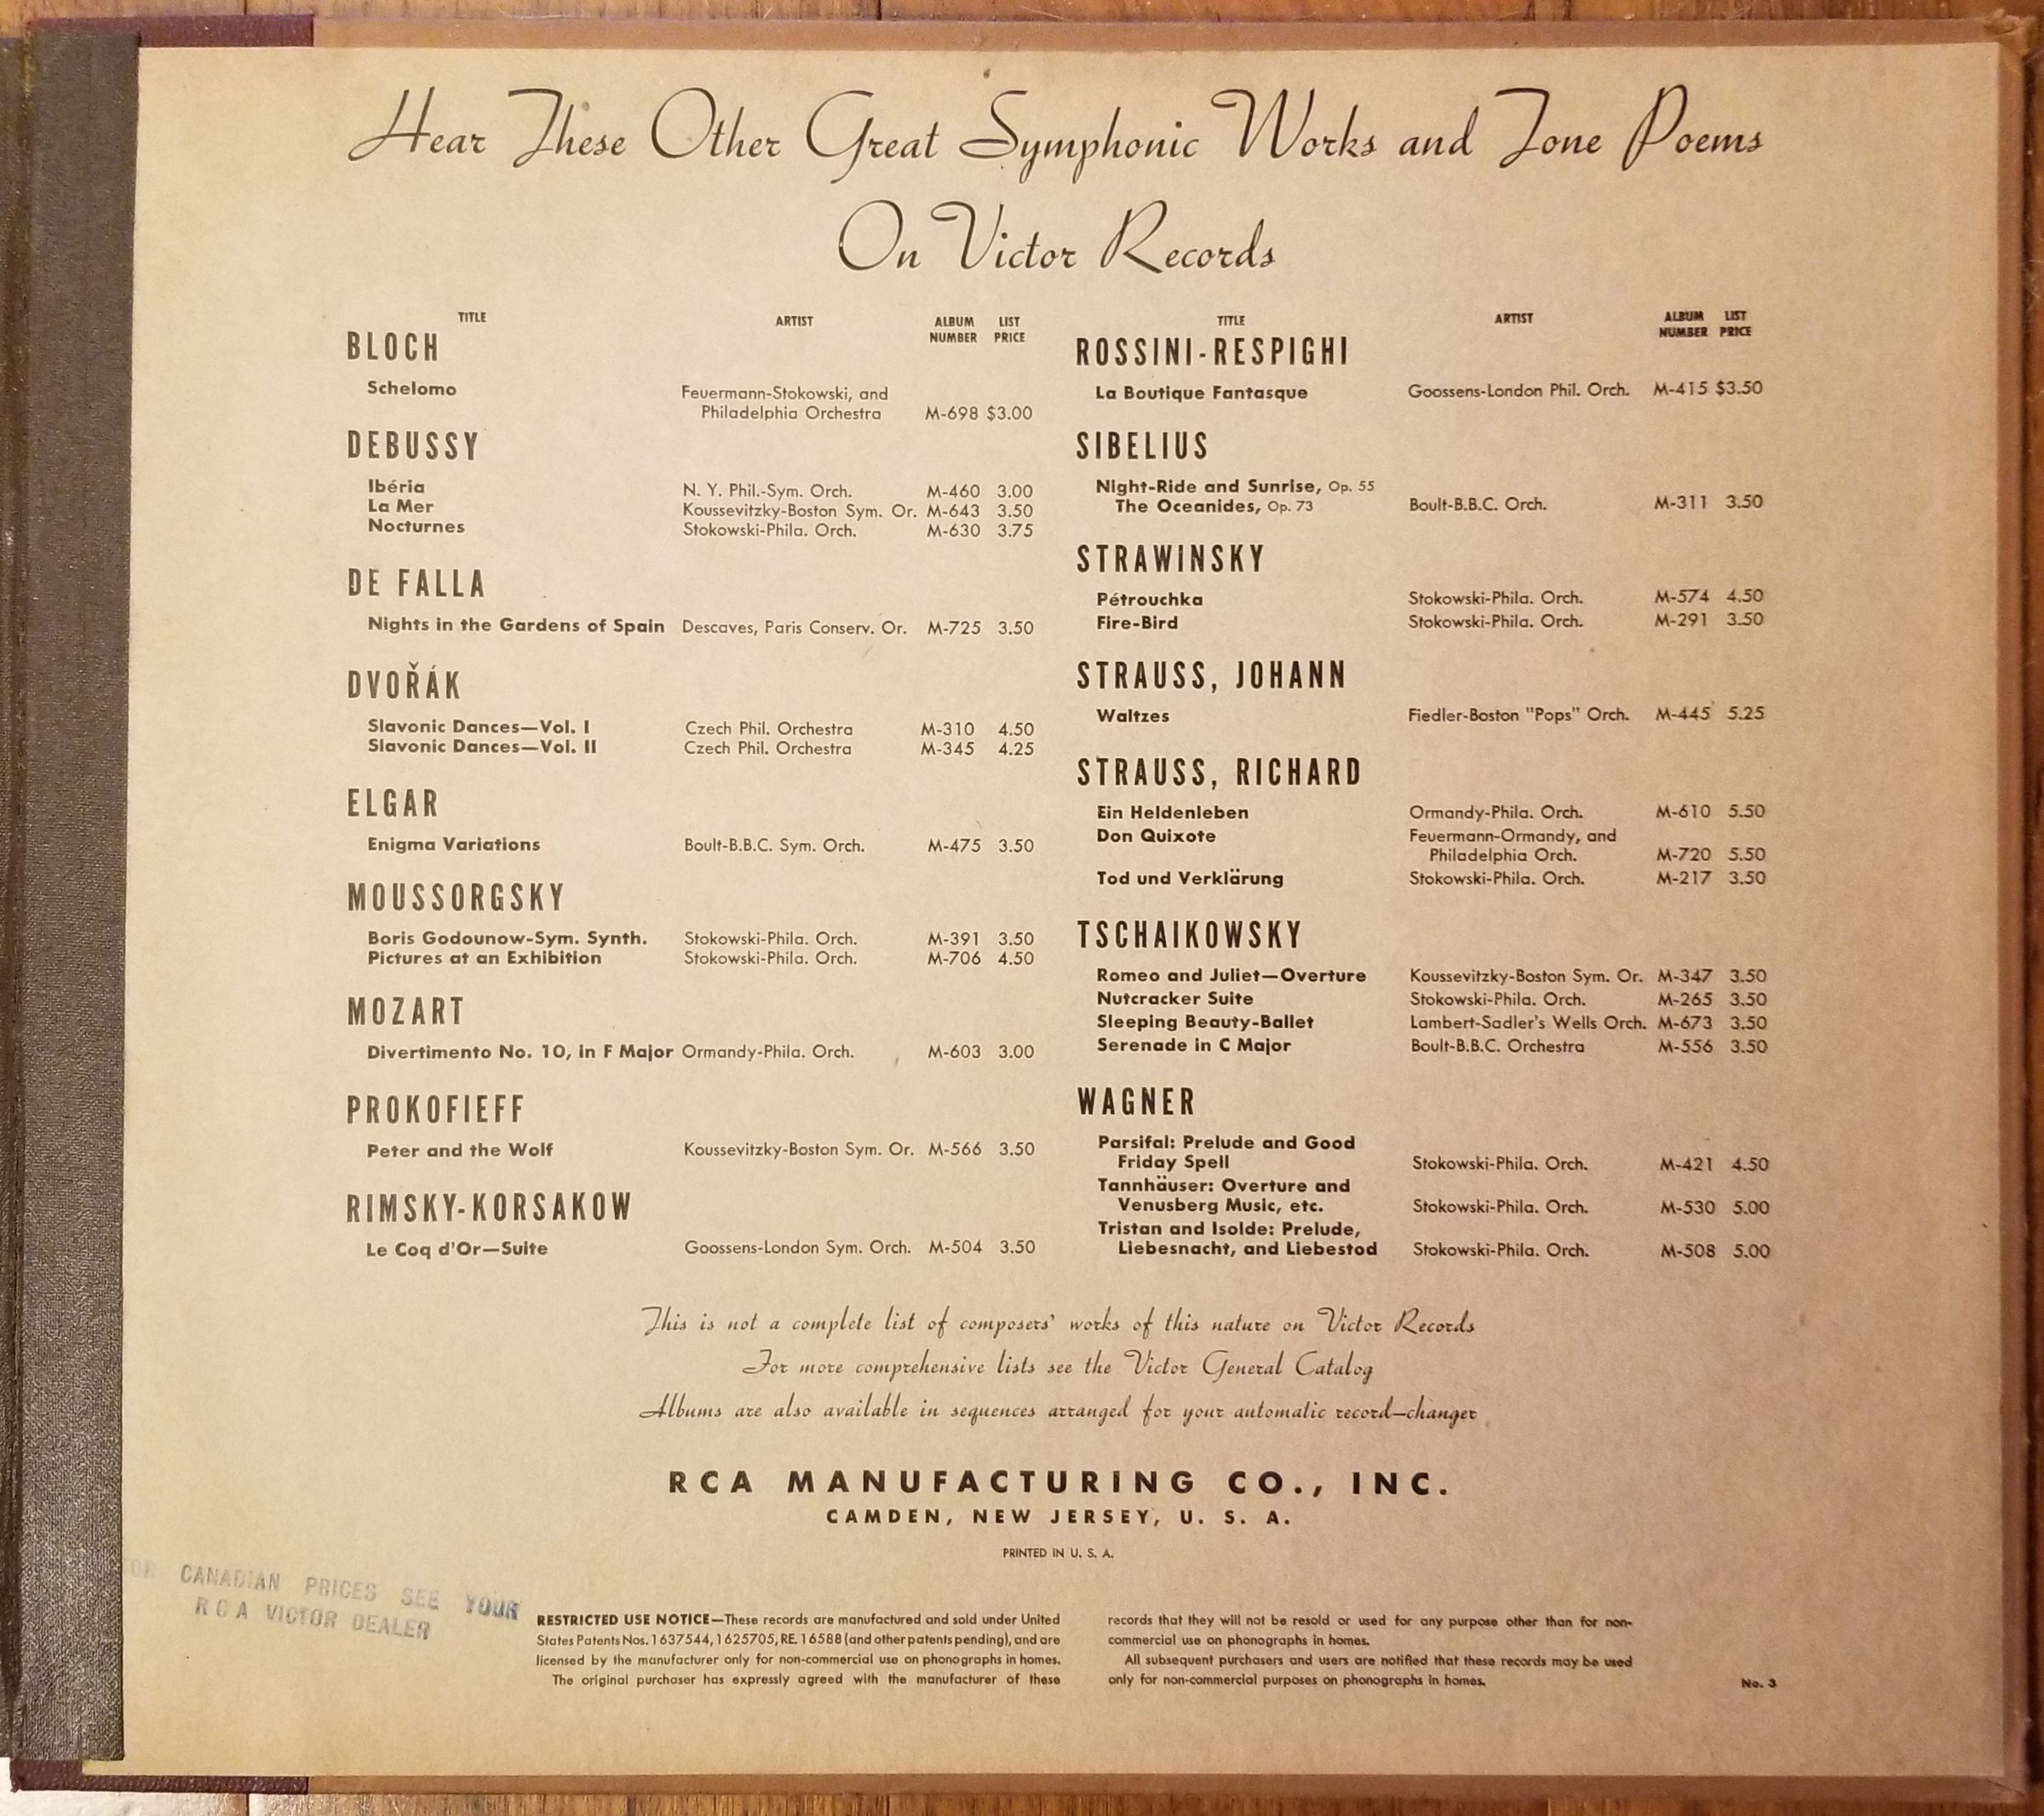 Hear These Other Great Symphonic Works and Tone Poems
On Victor Records
TITLE ARTIST ALBUM NUMBER LIST PRICE
BLOCH
Schelomo Feuermann-Stokowski, and
Philadelphia Orchestra M-698 $3.00
DEBUSSY
Ibéria N. Y. Phil.-Sym. Orch. M-460 3.00
La Mer Koussevitzky-Boston Sym. Or. M-643 3.50
Nocturnes Stokowski-Phila. Orch. M-630 3.75
DE FALLA
Nights in the Gardens of Spain Descaves, Paris Conserv. Or. M-725 3.50
DVOŘÁK
Slavonic Dances—Vol. I Czech Phil. Orchestra M-310 4.50
Slavonic Dances—Vol. II Czech Phil. Orchestra M-345 4.25
ELGAR
Enigma Variations Boult-B.B.C. Sym. Orch. M-475 3.50
MOUSSORGSKY
Boris Godounow-Sym. Synth. Stokowski-Phila. Orch. M-391 3.50
Pictures at an Exhibition Stokowski-Phila. Orch. M-706 4.50
MOZART
Divertimento No. 10, in F Major Ormandy-Phila. Orch. M-603 3.00
PROKOFIEFF
Peter and the Wolf Koussevitzky-Boston Sym. Or. M-566 3.50
RIMSKY-KORSAKOW
Le Coq d'Or—Suite Goossens-London Sym. Orch. M-504 3.50
TITLE ARTIST ALBUM NUMBER LIST PRICE
ROSSINI-RESPIGHI
La Boutique Fantasque Goossens-London Phil. Orch. M-415 $3.50
SIBELIUS
Night-Ride and Sunrise, Op. 55
The Oceanides, Op. 73 Boult-B.B.C. Orch. M-311 3.50
STRAWINSKY
Pétrouchka Stokowski-Phila. Orch. M-574 4.50
Fire-Bird Stokowski-Phila. Orch. M-291 3.50
STRAUSS, JOHANN
Waltzes Fiedler-Boston "Pops" Orch. M-445 5.25
STRAUSS, RICHARD
Ein Heldenleben Ormandy-Phila. Orch. M-610 5.50
Don Quixote Feuermann-Ormandy, and
Philadelphia Orch. M-720 5.50
Tod und Verklärung Stokowski-Phila. Orch. M-217 3.50
TSCHAIKOWSKY
Romeo and Juliet—Overture Koussevitzky-Boston Sym. Or. M-347 3.50
Nutcracker Suite Stokowski-Phila. Orch. M-265 3.50
Sleeping Beauty-Ballet Lambert-Sadler's Wells Orch. M-673 3.50
Serenade in C Major Boult-B.B.C. Orchestra M-556 3.50
WAGNER
Parsifal: Prelude and Good
Friday Spell Stokowski-Phila. Orch. M-421 4.50
Tannhäuser: Overture and
Venusberg Music, etc. Stokowski-Phila. Orch. M-530 5.00
Tristan and Isolde: Prelude,
Liebesnacht, and Liebestod Stokowski-Phila. Orch. M-508 5.00
This is not a complete list of composers' works of this nature on Victor Records
For more comprehensive lists see the Victor General Catalog
Albums are also available in sequences arranged for your automatic record-changer
RCA MANUFACTURING CO., INC.
CAMDEN, NEW JERSEY, U. S. A.
PRINTED IN U. S. A.
OR CANADIAN PRICES SEE YOUR
RCA VICTOR DEALER
RESTRICTED USE NOTICE—These records are manufactured and sold under United
States Patents Nos. 1637544, 1625705, RE. 16588 (and other patents pending), and are
licensed by the manufacturer only for non-commercial use on phonographs in homes.
The original purchaser has expressly agreed with the manufacturer of these
records that they will not be resold or used for any purpose other than for non-
commercial use on phonographs in homes.
All subsequent purchasers and users are notified that these records may be used
only for non-commercial purposes on phonographs in homes.
No. 3